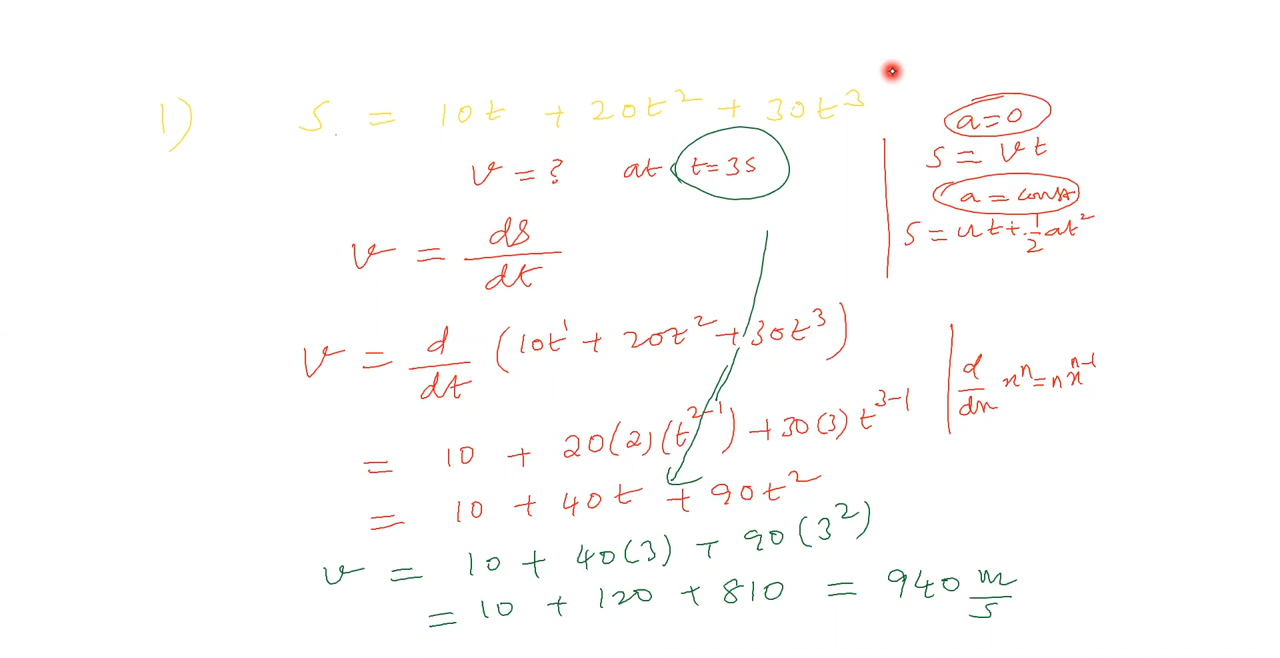 1) S. = 10t + 20t² + 30t³
v = ? at t=3s
v = ds/dt
v = d/dt (10t¹ + 20t² + 30t³)
= 10 + 20(2)(t²⁻¹) + 30(3)t³⁻¹
= 10 + 40t + 90t²
v = 10 + 40(3) + 90(3²)
= 10 + 120 + 810 = 940 m/s
a=0
s = vt
a = const
s = ut + ½at²
d/dx xⁿ = nxⁿ⁻¹